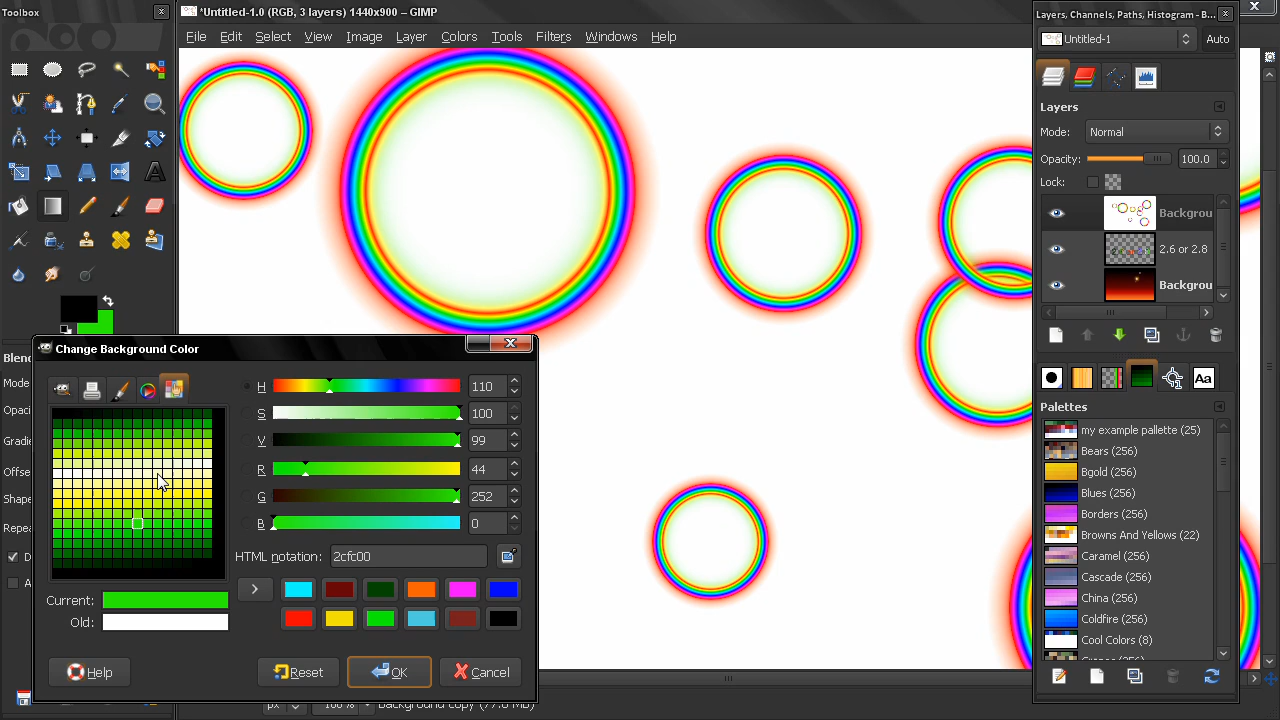 Toolbox
*Untitled-1.0 (RGB, 3 layers) 1440x900 – GIMP
File Edit Select View Image Layer Colors Tools Filters Windows Help
Layers, Channels, Paths, Histogram - B...
Untitled-1
Auto
Layers
Mode: Normal
Opacity: 100.0
Lock:
Backgrou
2.6 or 2.8
Backgrou
Palettes
my example pallette (25)
Bears (256)
Bgold (256)
Blues (256)
Borders (256)
Browns And Yellows (22)
Caramel (256)
Cascade (256)
China (256)
Coldfire (256)
Cool Colors (8)
Aa
Blen
Mode
Opac
Gradi
Offse
Shap
Repe
D
A
Change Background Color
H 110
S 100
V 99
R 44
G 252
B 0
HTML notation: 2cfc00
Current:
Old:
Help
Reset
OK
Cancel
px
100 %
Background copy (77.6 MB)